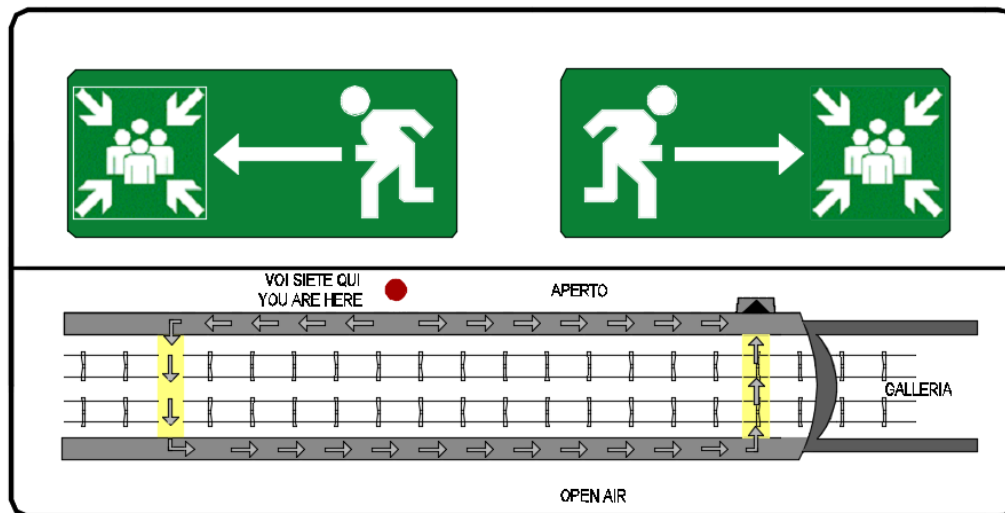 VOI SIETE QUI
YOU ARE HERE
APERTO
GALLERIA
OPEN AIR